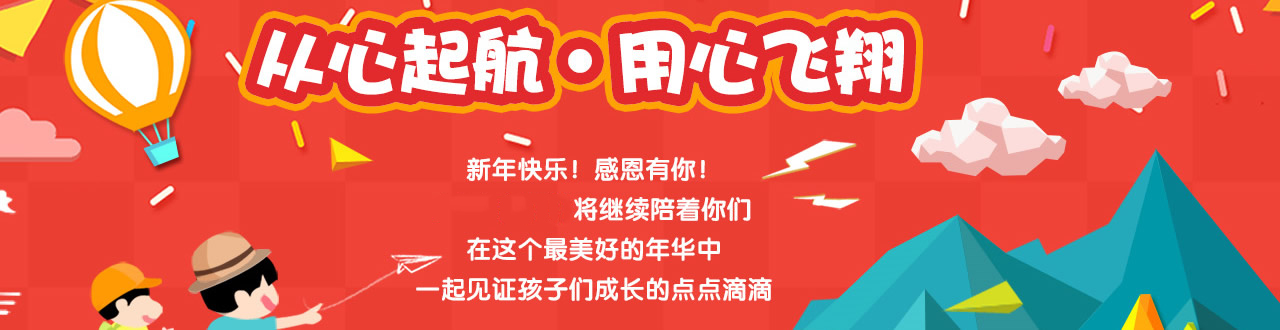 从心起航·用心飞翔
新年快乐！感恩有你！
将继续陪着你们
在这个最美好的年华中
一起见证孩子们成长的点点滴滴